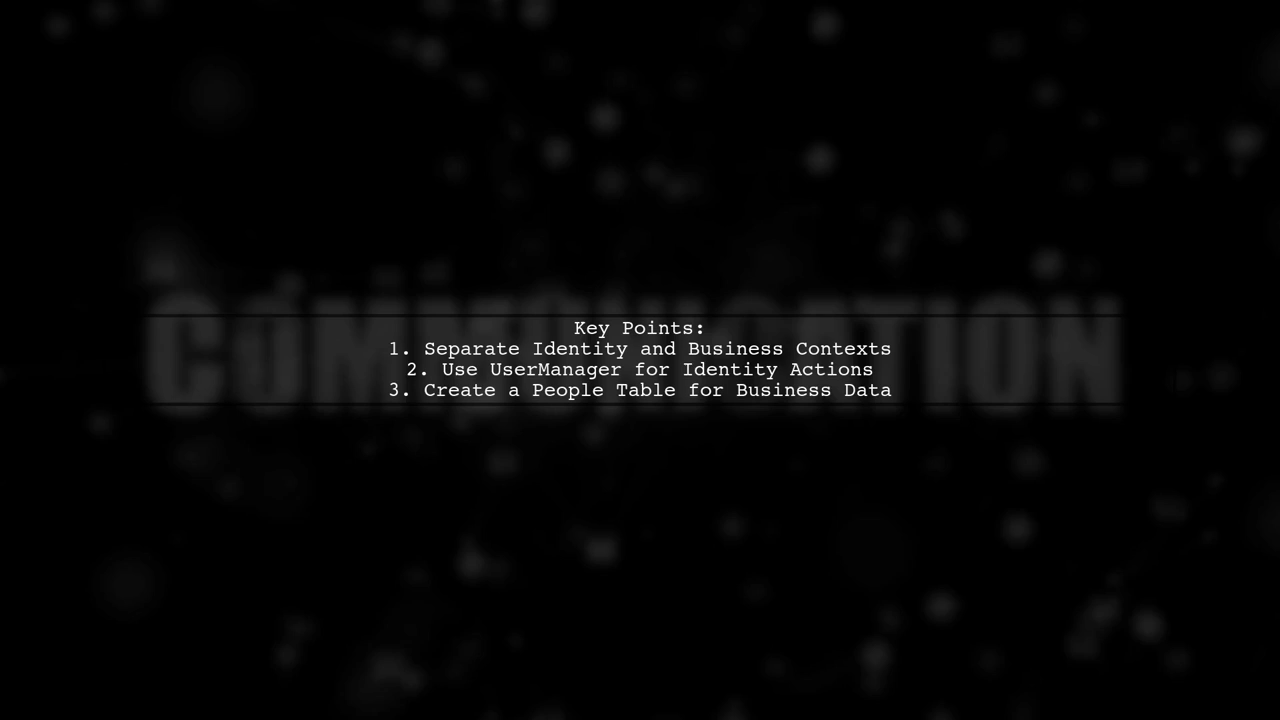 COMMUNICATION
Key Points:
1. Separate Identity and Business Contexts
2. Use UserManager for Identity Actions
3. Create a People Table for Business Data